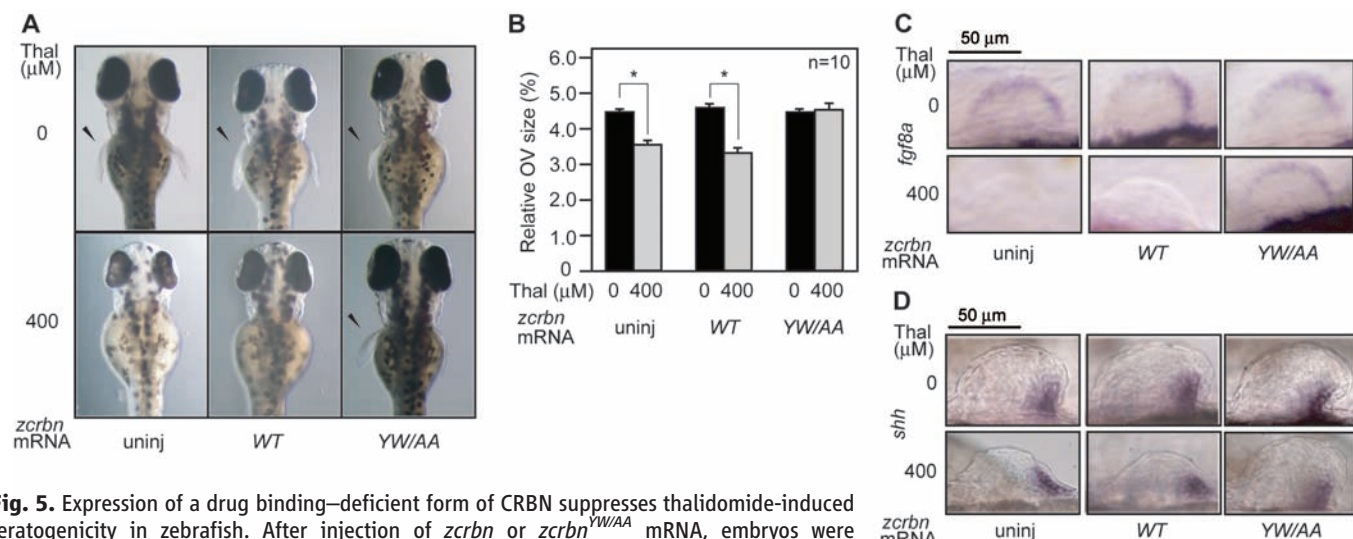 A
Thal
(μM)
0
400
zcrbn
mRNA
uninj
WT
YW/AA
B
Relative OV size (%)
6.0
5.0
4.0
3.0
2.0
1.0
0
*
*
n=10
Thal (μM) 0 400 0 400 0 400
zcrbn
mRNA
uninj
WT
YW/AA
C
50 μm
Thal
(μM)
0
fgf8a
400
zcrbn
mRNA
uninj
WT
YW/AA
D
50 μm
Thal
(μM)
0
shh
400
zcrbn
mRNA
uninj
WT
YW/AA
ig. 5. Expression of a drug binding–deficient form of CRBN suppresses thalidomide-induced
eratogenicity in zebrafish. After injection of zcrbn or zcrbnYW/AA mRNA, embryos were